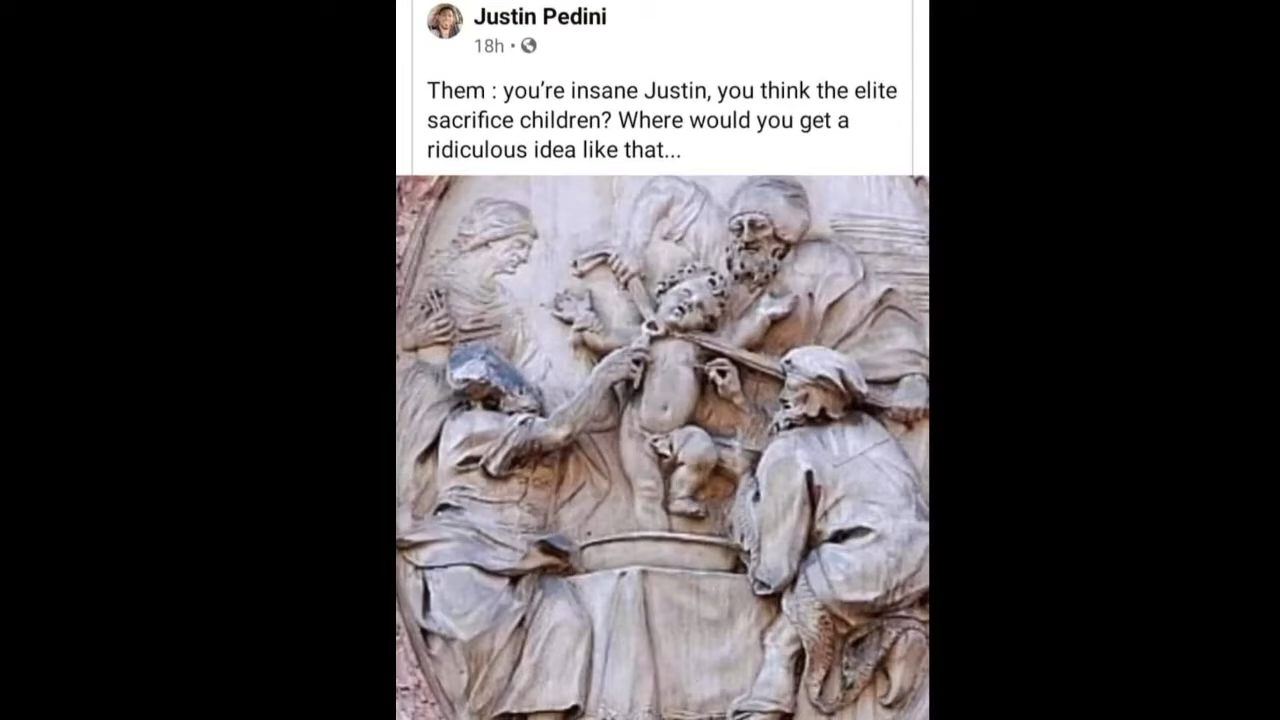 Justin Pedini
18h •
Them : you're insane Justin, you think the elite
sacrifice children? Where would you get a
ridiculous idea like that...